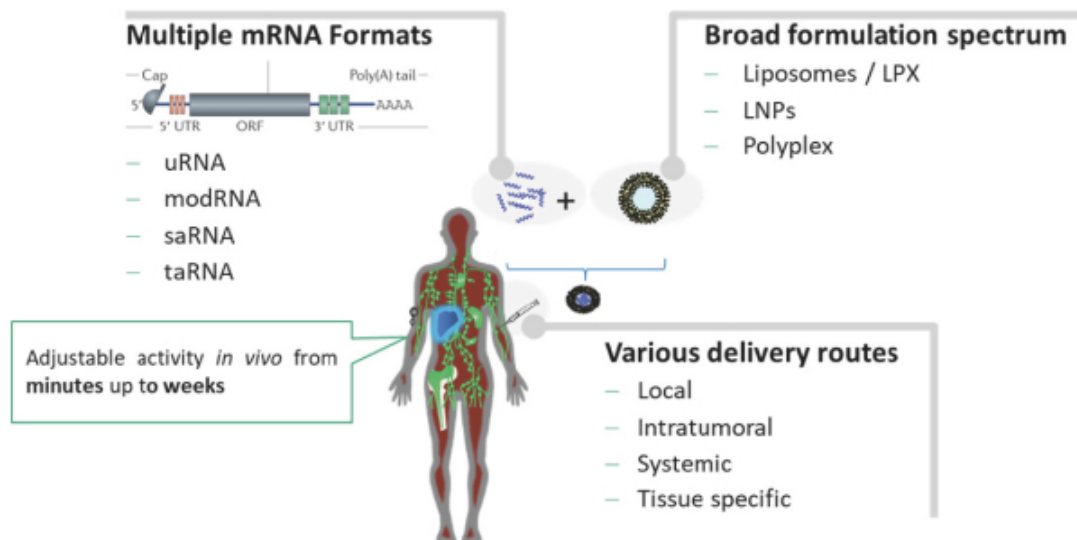 Multiple mRNA Formats
Cap
Poly(A) tail
5'
AAAA
5' UTR
ORF
3' UTR
– uRNA
– modRNA
– saRNA
– taRNA
Broad formulation spectrum
– Liposomes / LPX
– LNPs
– Polyplex
+
Adjustable activity in vivo from
minutes up to weeks
Various delivery routes
– Local
– Intratumoral
– Systemic
– Tissue specific